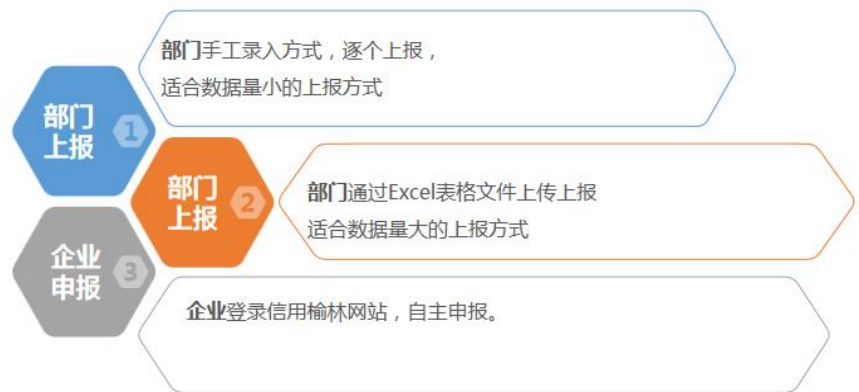 部门
上报
1
部门手工录入方式，逐个上报，
适合数据量小的上报方式
部门
上报
2
部门通过Excel表格文件上传上报
适合数据量大的上报方式
企业
申报
3
企业登录信用榆林网站，自主申报。